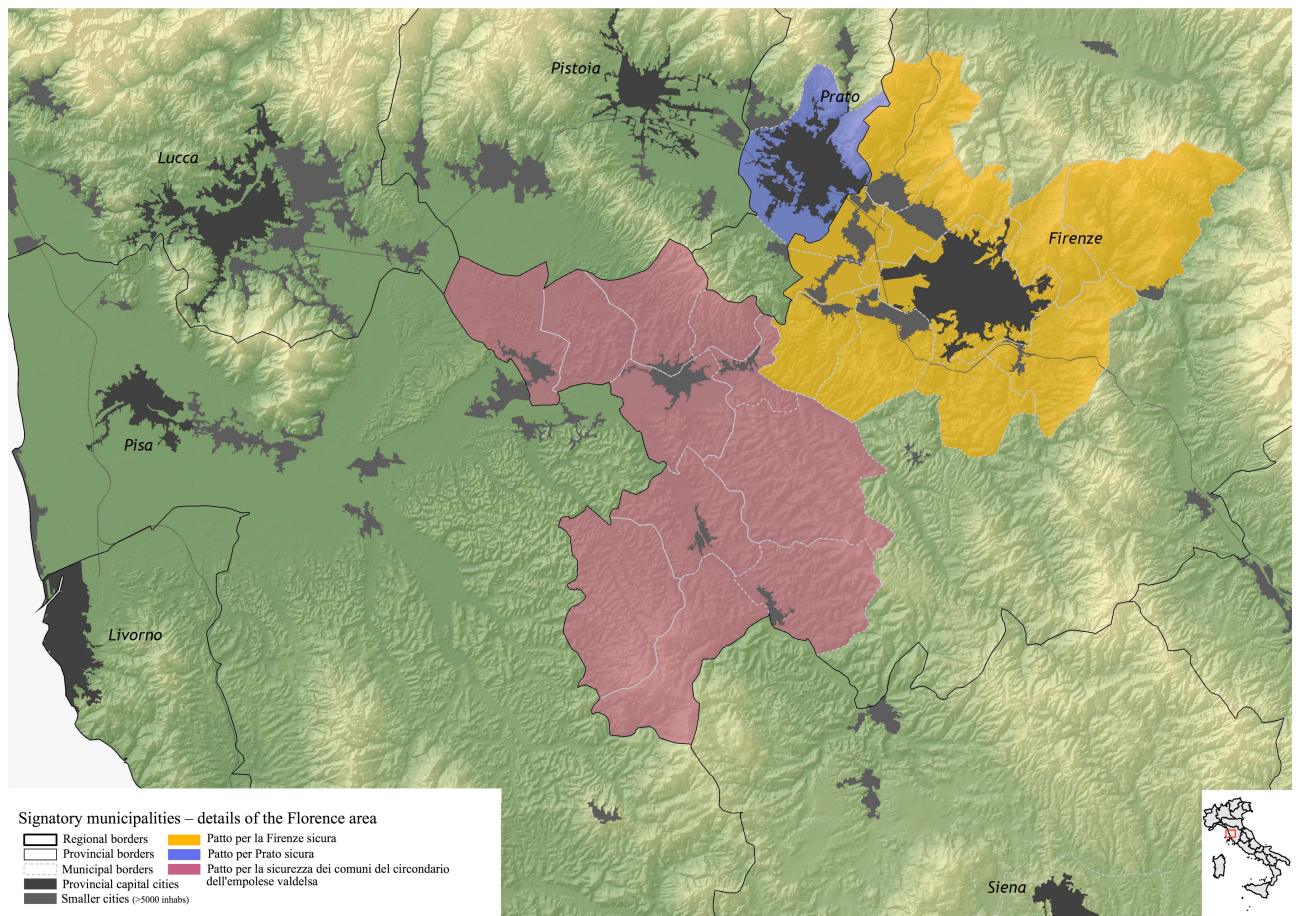 Pistoia
Prato
Lucca
Firenze
Pisa
Livorno
Siena
Signatory municipalities – details of the Florence area
Regional borders
Provincial borders
Municipal borders
Provincial capital cities
Smaller cities (>5000 inhabs)
Patto per la Firenze sicura
Patto per Prato sicura
Patto per la sicurezza dei comuni del circondario
dell'empolese valdelsa